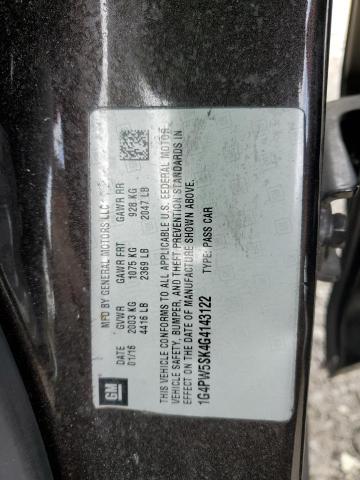 MFD BY GENERAL MOTORS LLC
DATE GVWR GAWR FRT GAWR RR
01/16 2003 KG 1075 KG 928 KG
4416 LB 2369 LB 2047 LB
THIS VEHICLE CONFORMS TO ALL APPLICABLE U.S. FEDERAL MOTOR
VEHICLE SAFETY, BUMPER, AND THEFT PREVENTION STANDARDS IN
EFFECT ON THE DATE OF MANUFACTURE SHOWN ABOVE.
1G4PW5SK4G4143122 TYPE: PASS CAR
GM